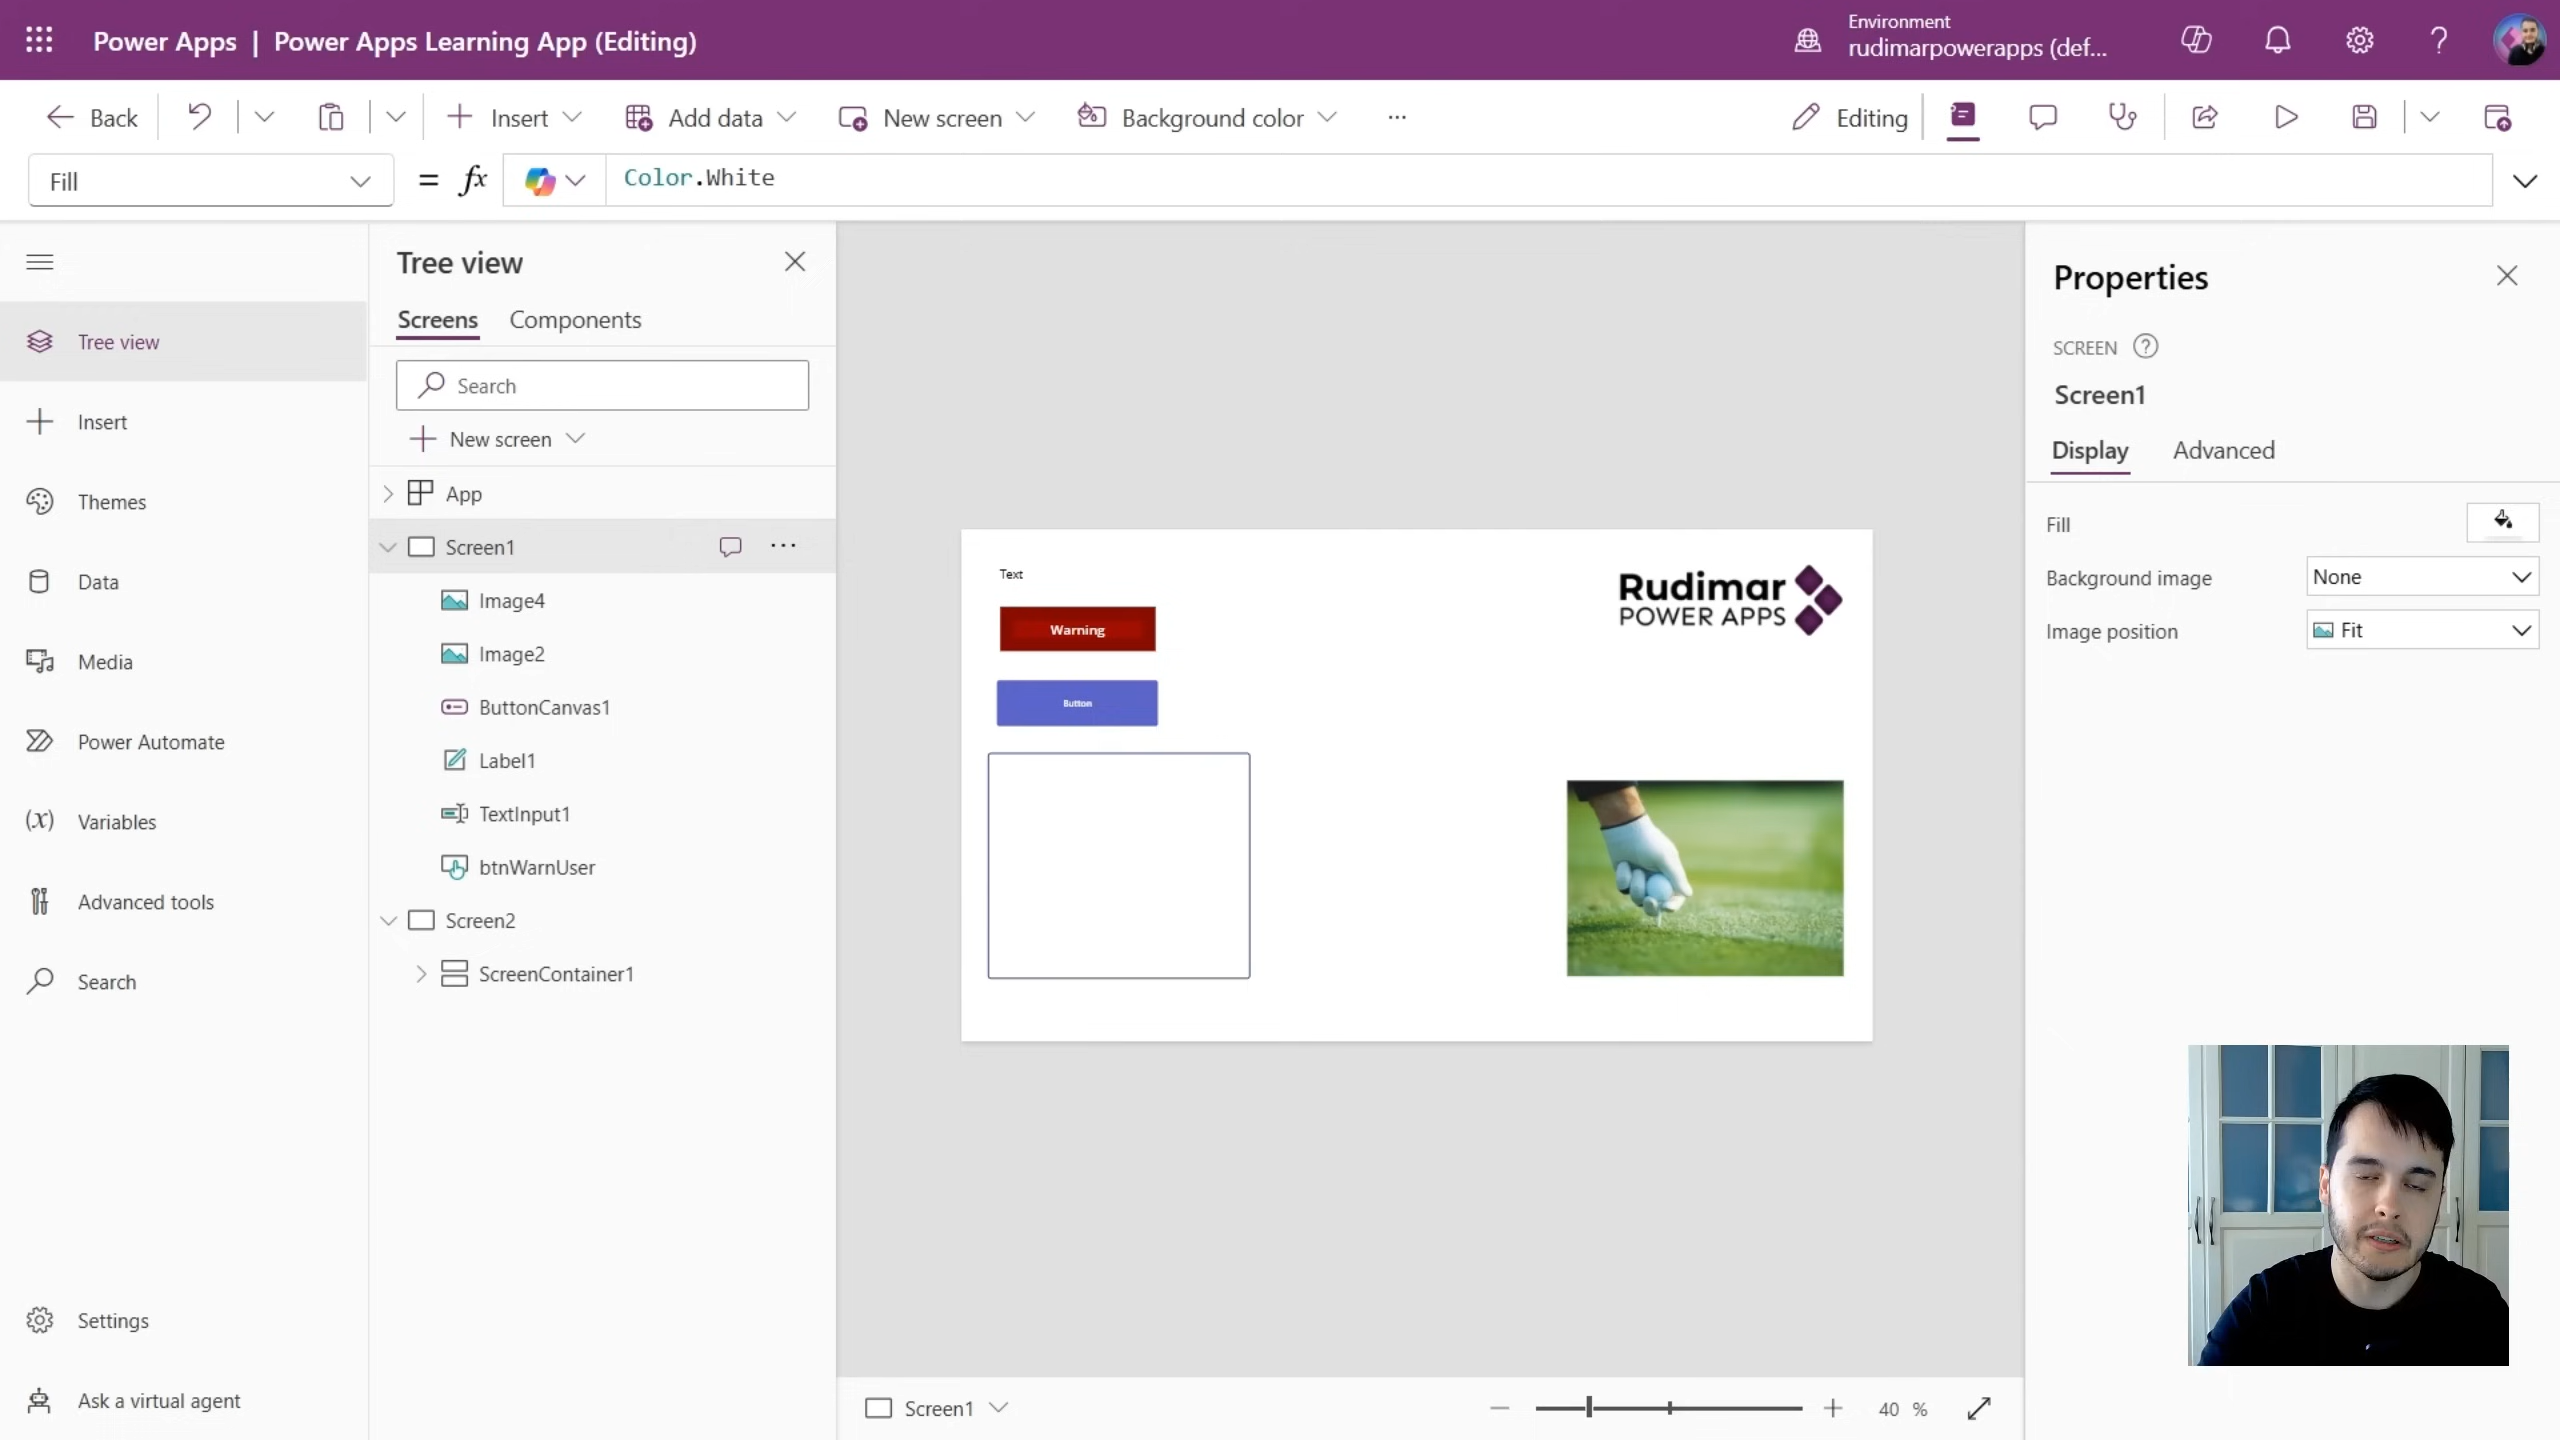 Power Apps | Power Apps Learning App (Editing)
Environment
rudimarpowerapps (def...
Back
Insert
Add data
New screen
Background color
...
Editing
Fill
= fx
Color.White
Tree view
Screens
Components
Search
New screen
App
Screen1
...
Image4
Image2
ButtonCanvas1
Label1
TextInput1
btnWarnUser
Screen2
ScreenContainer1
Tree view
Insert
Themes
Data
Media
Power Automate
(x) Variables
Advanced tools
Search
Settings
Ask a virtual agent
Text
Warning
Button
Rudimar
POWER APPS
Screen1
40 %
Properties
SCREEN ?
Screen1
Display
Advanced
Fill
Background image
None
Image position
Fit